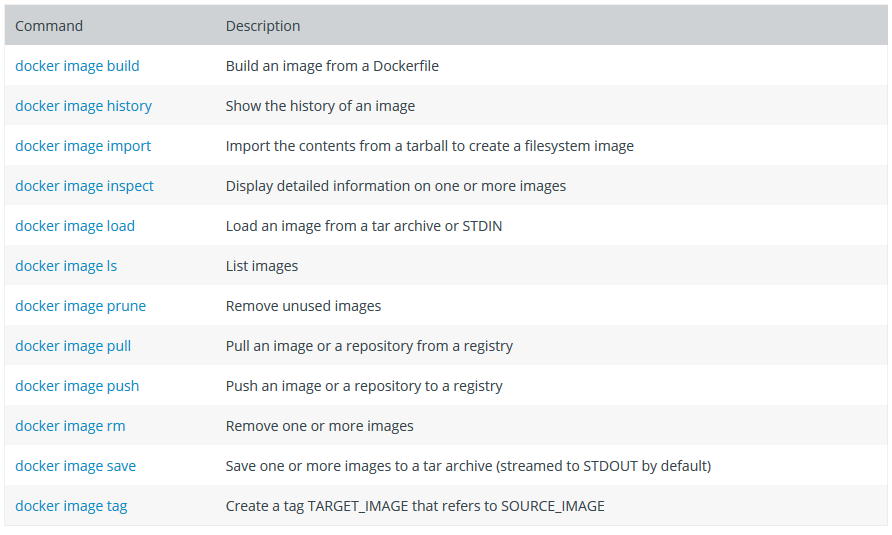 Command Description
docker image build Build an image from a Dockerfile
docker image history Show the history of an image
docker image import Import the contents from a tarball to create a filesystem image
docker image inspect Display detailed information on one or more images
docker image load Load an image from a tar archive or STDIN
docker image ls List images
docker image prune Remove unused images
docker image pull Pull an image or a repository from a registry
docker image push Push an image or a repository to a registry
docker image rm Remove one or more images
docker image save Save one or more images to a tar archive (streamed to STDOUT by default)
docker image tag Create a tag TARGET_IMAGE that refers to SOURCE_IMAGE